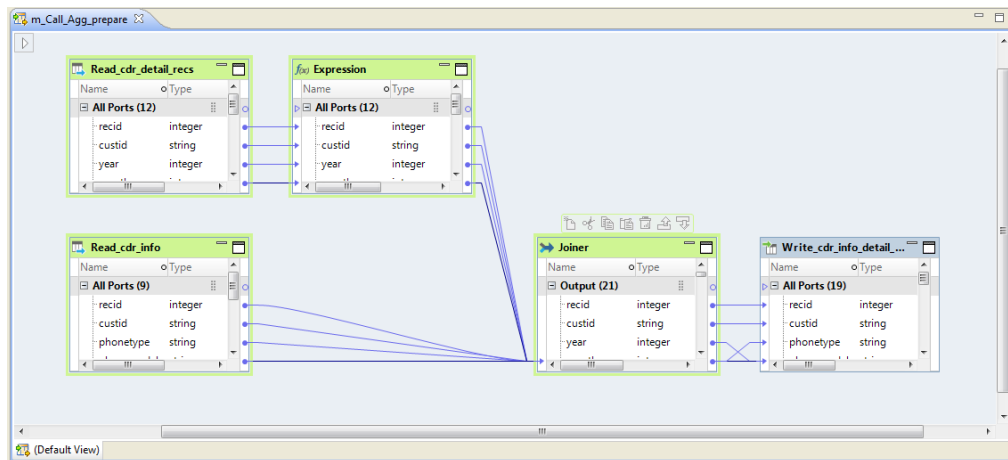 m_Call_Agg_prepare
Read_cdr_detail_recs
Name Type
All Ports (12)
recid integer
custid string
year integer
f(x) Expression
Name Type
All Ports (12)
recid integer
custid string
year integer
Read_cdr_info
Name Type
All Ports (9)
recid integer
custid string
phonetype string
Joiner
Name Type
Output (21)
recid integer
custid string
year integer
Write_cdr_info_detail_...
Name Type
All Ports (19)
recid integer
custid string
phonetype string
(Default View)